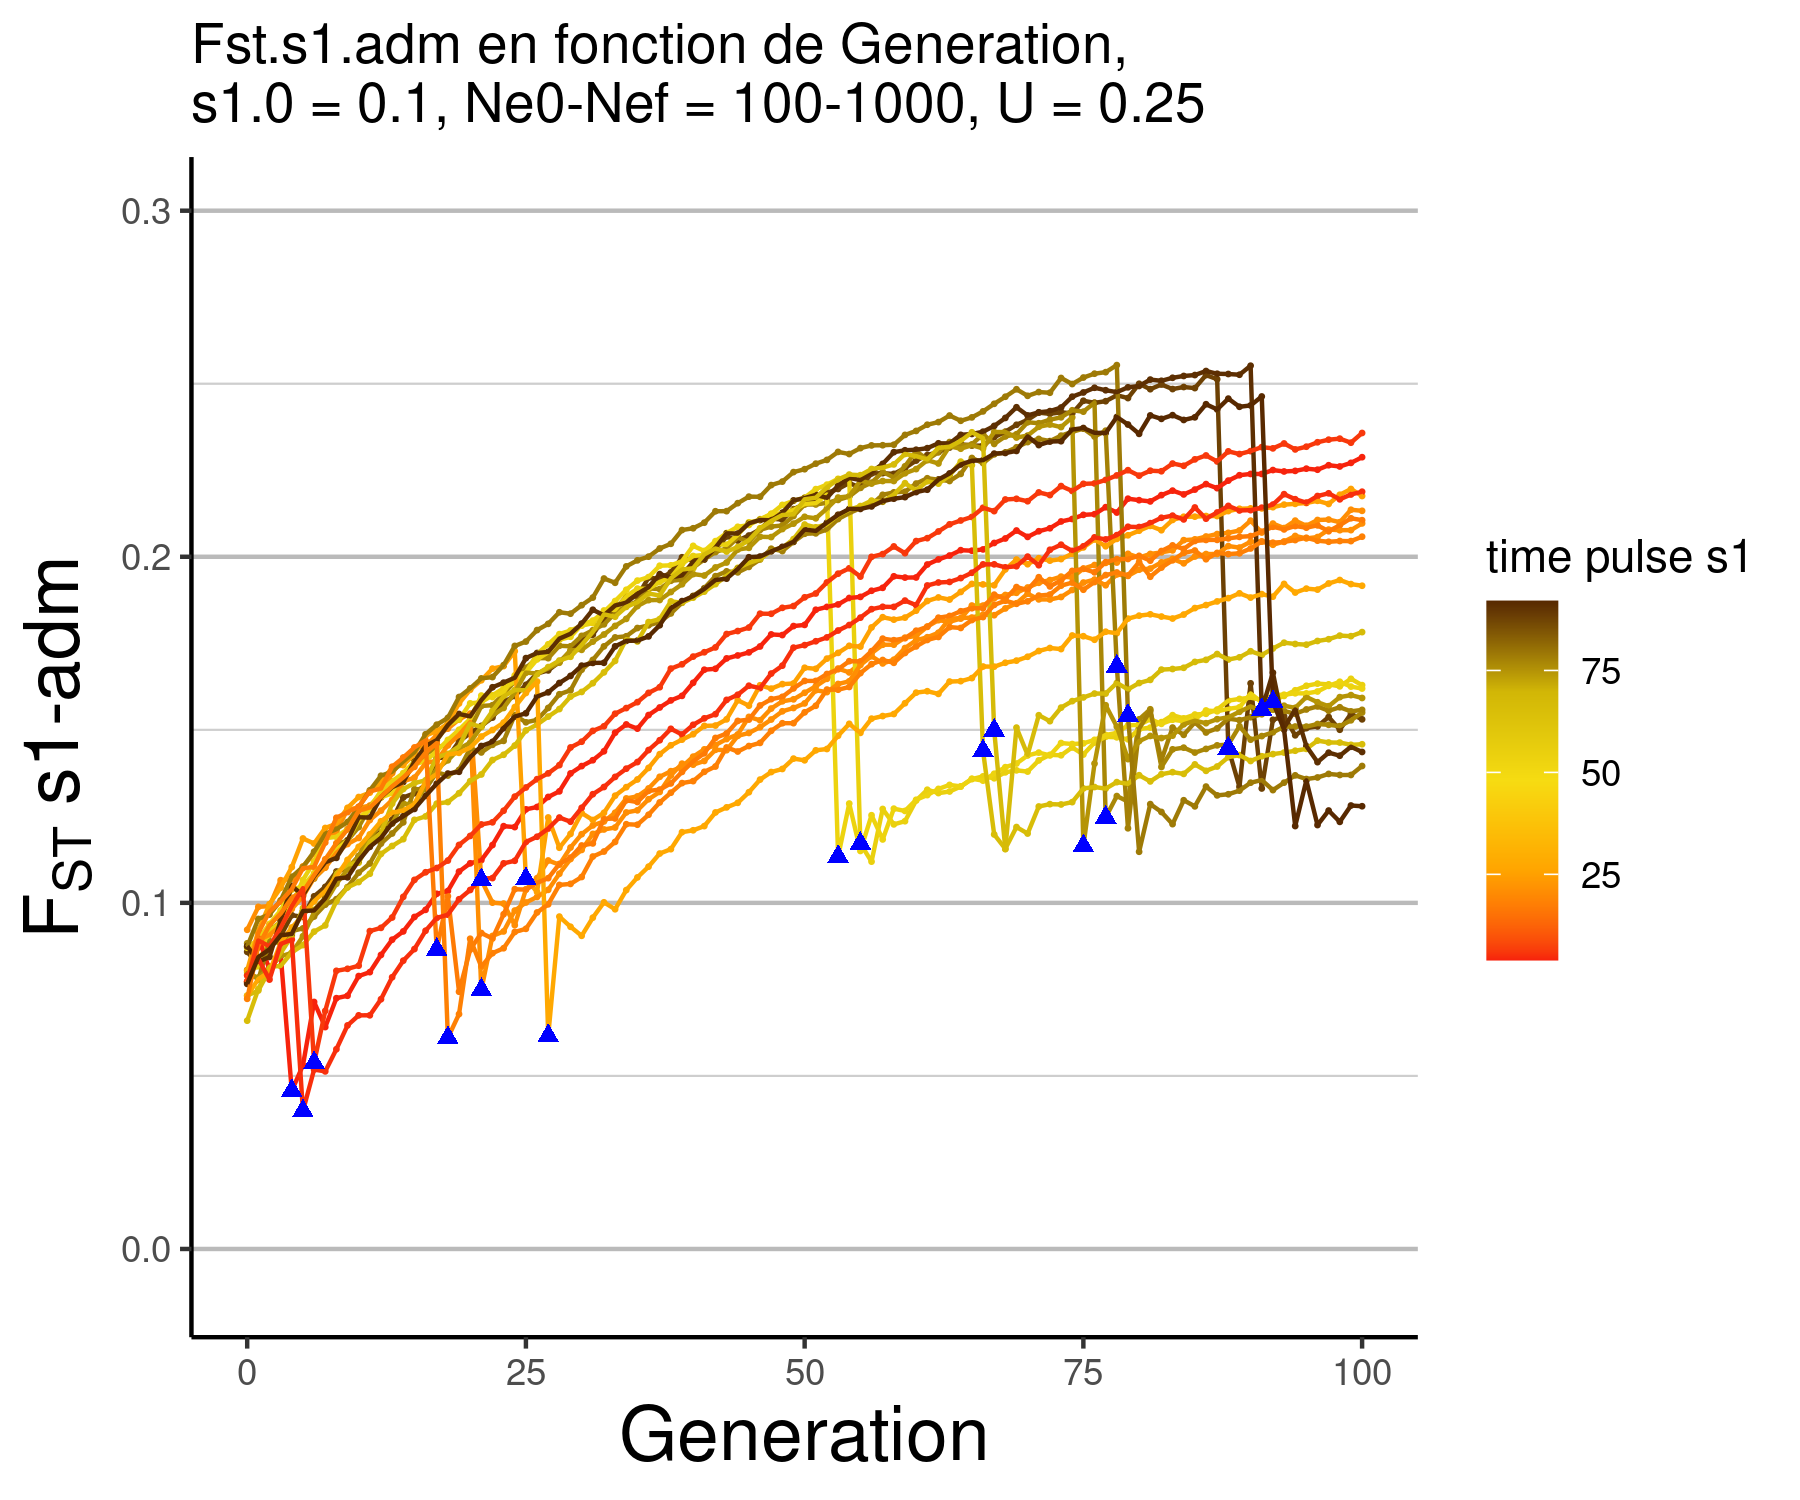 Fst.s1.adm en fonction de Generation,
s1.0 = 0.1, Ne0-Nef = 100-1000, U = 0.25
0.3
0.2
0.1
0.0
FST s1-adm
0 25 50 75 100
Generation
time pulse s1
75
50
25